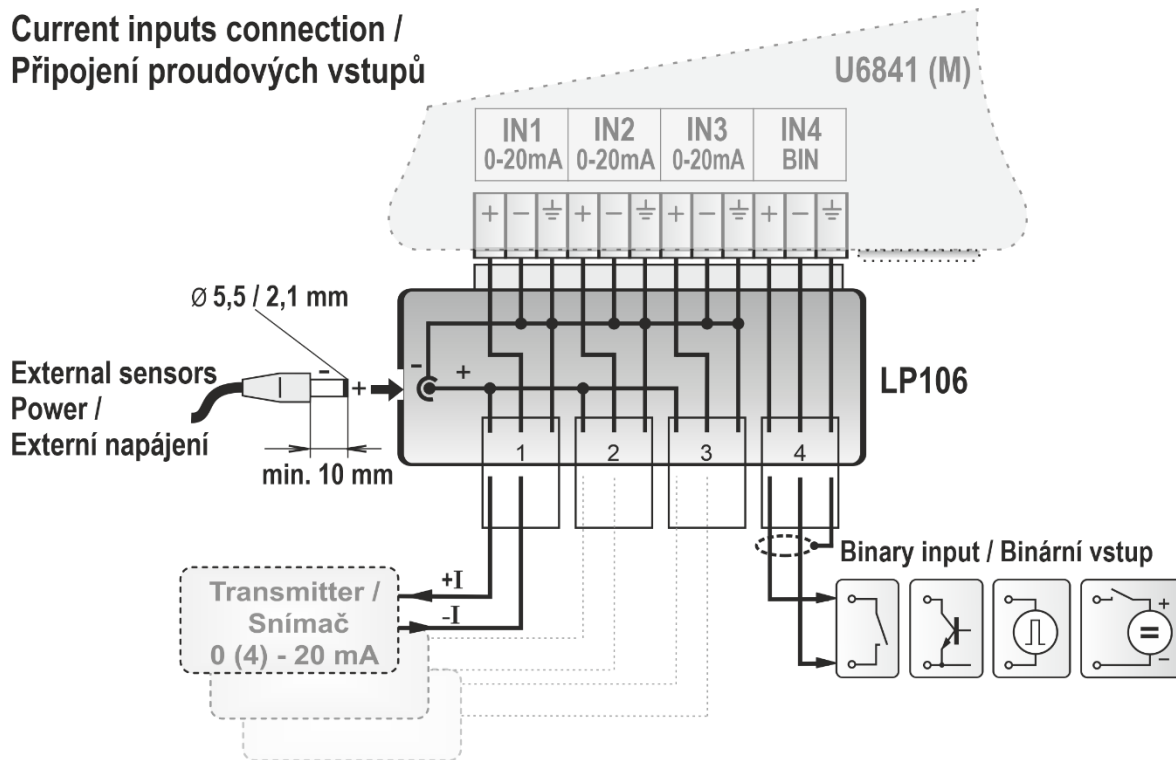 Current inputs connection /
Připojení proudových vstupů
U6841 (M)
IN1 IN2 IN3 IN4
0-20mA 0-20mA 0-20mA BIN
+ − ⏚ + − ⏚ + − ⏚ + − ⏚
Ø 5,5 / 2,1 mm
External sensors
Power /
Externí napájení
- +
min. 10 mm
- +
LP106
1 2 3 4
+I
-I
Transmitter /
Snímač
0 (4) - 20 mA
Binary input / Binární vstup
+
=
−